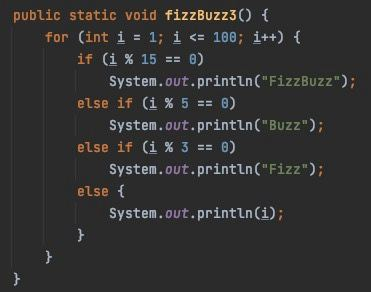 public static void fizzBuzz3() {
    for (int i = 1; i <= 100; i++) {
        if (i % 15 == 0)
            System.out.println("FizzBuzz");
        else if (i % 5 == 0)
            System.out.println("Buzz");
        else if (i % 3 == 0)
            System.out.println("Fizz");
        else {
            System.out.println(i);
        }
    }
}